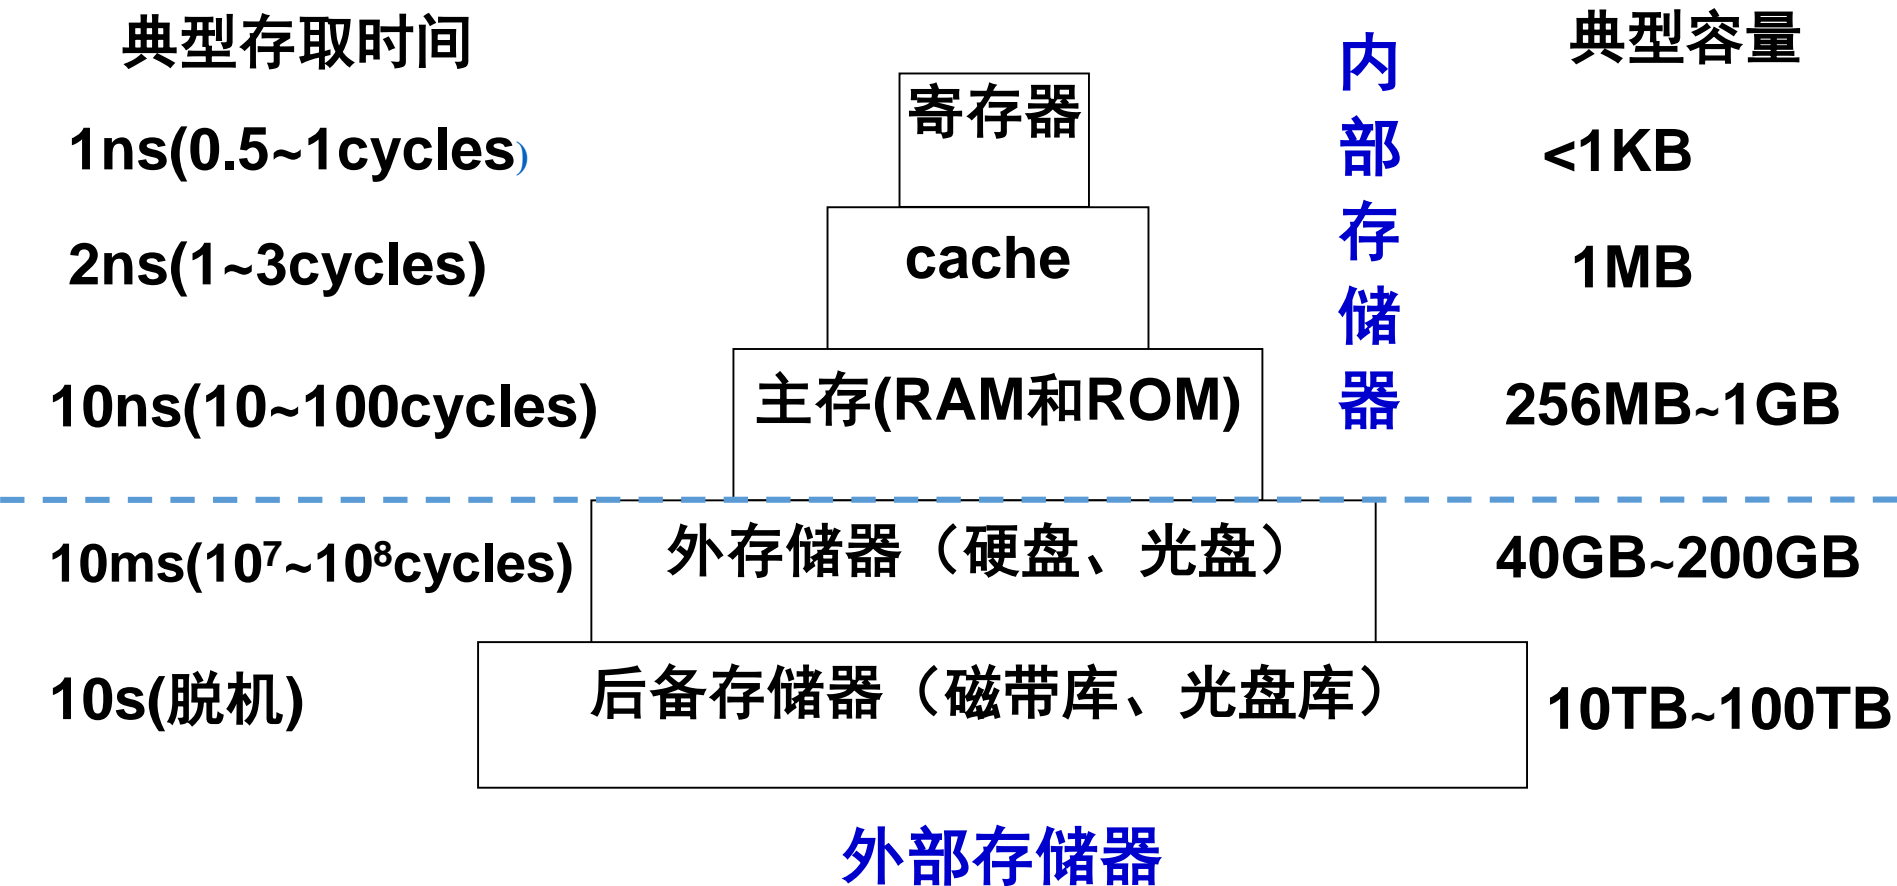 典型存取时间
典型容量
内部存储器
寄存器
1ns(0.5~1cycles)
<1KB
cache
2ns(1~3cycles)
1MB
主存(RAM和ROM)
10ns(10~100cycles)
256MB~1GB
外存储器（硬盘、光盘）
10ms(10⁷~10⁸cycles)
40GB~200GB
后备存储器（磁带库、光盘库）
10s(脱机)
10TB~100TB
外部存储器